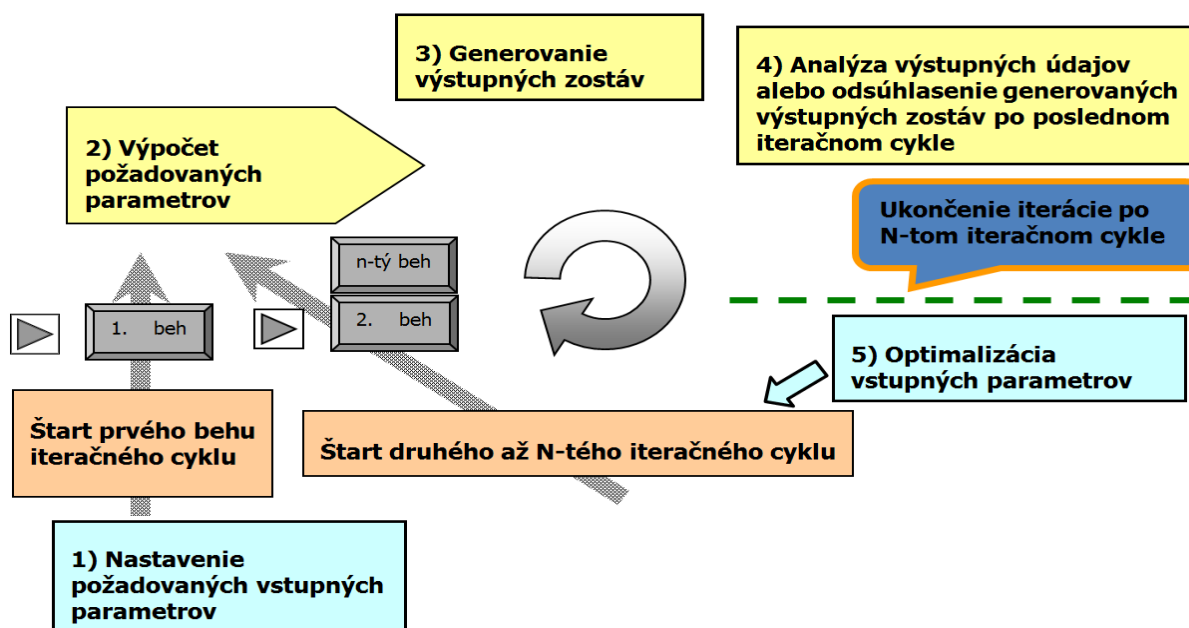 3) Generovanie
výstupných zostáv
4) Analýza výstupných údajov
alebo odsúhlasenie generovaných
výstupných zostáv po poslednom
iteračnom cykle
2) Výpočet
požadovaných
parametrov
Ukončenie iterácie po
N-tom iteračnom cykle
n-tý beh
1. beh
2. beh
5) Optimalizácia
vstupných parametrov
Štart prvého behu
iteračného cyklu
Štart druhého až N-tého iteračného cyklu
1) Nastavenie
požadovaných vstupných
parametrov